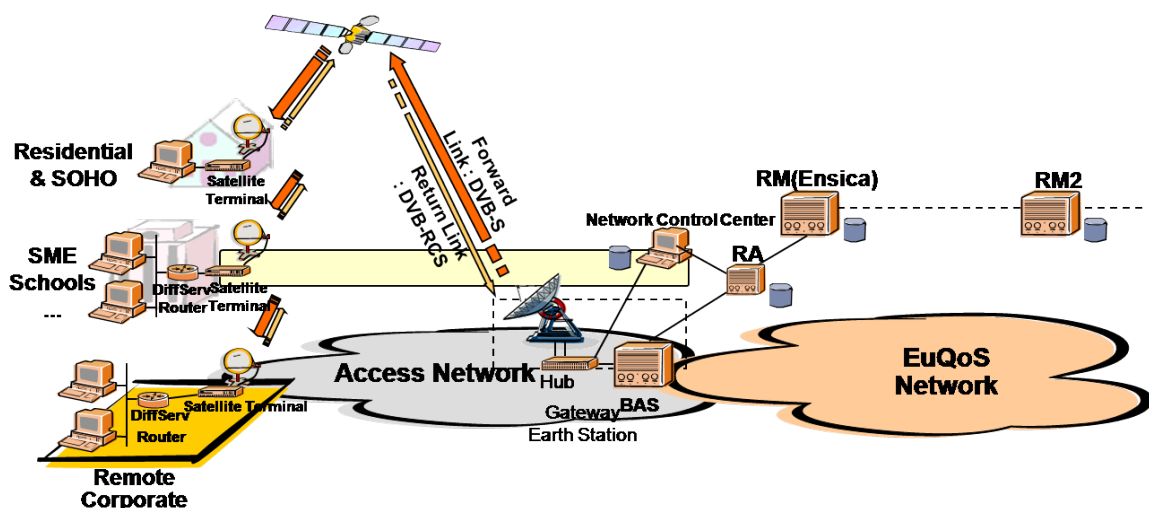 Residential
& SOHO
Satellite
Terminal
Forward
Link : DVB-S
Return Link
: DVB-RCS
RM(Ensica)
RM2
Network Control Center
RA
SME
Schools
...
DiffServ
Router
Satellite
Terminal
Access Network
Hub
BAS
Gateway
Earth Station
EuQoS
Network
DiffServ
Router
Satellite Terminal
Remote
Corporate